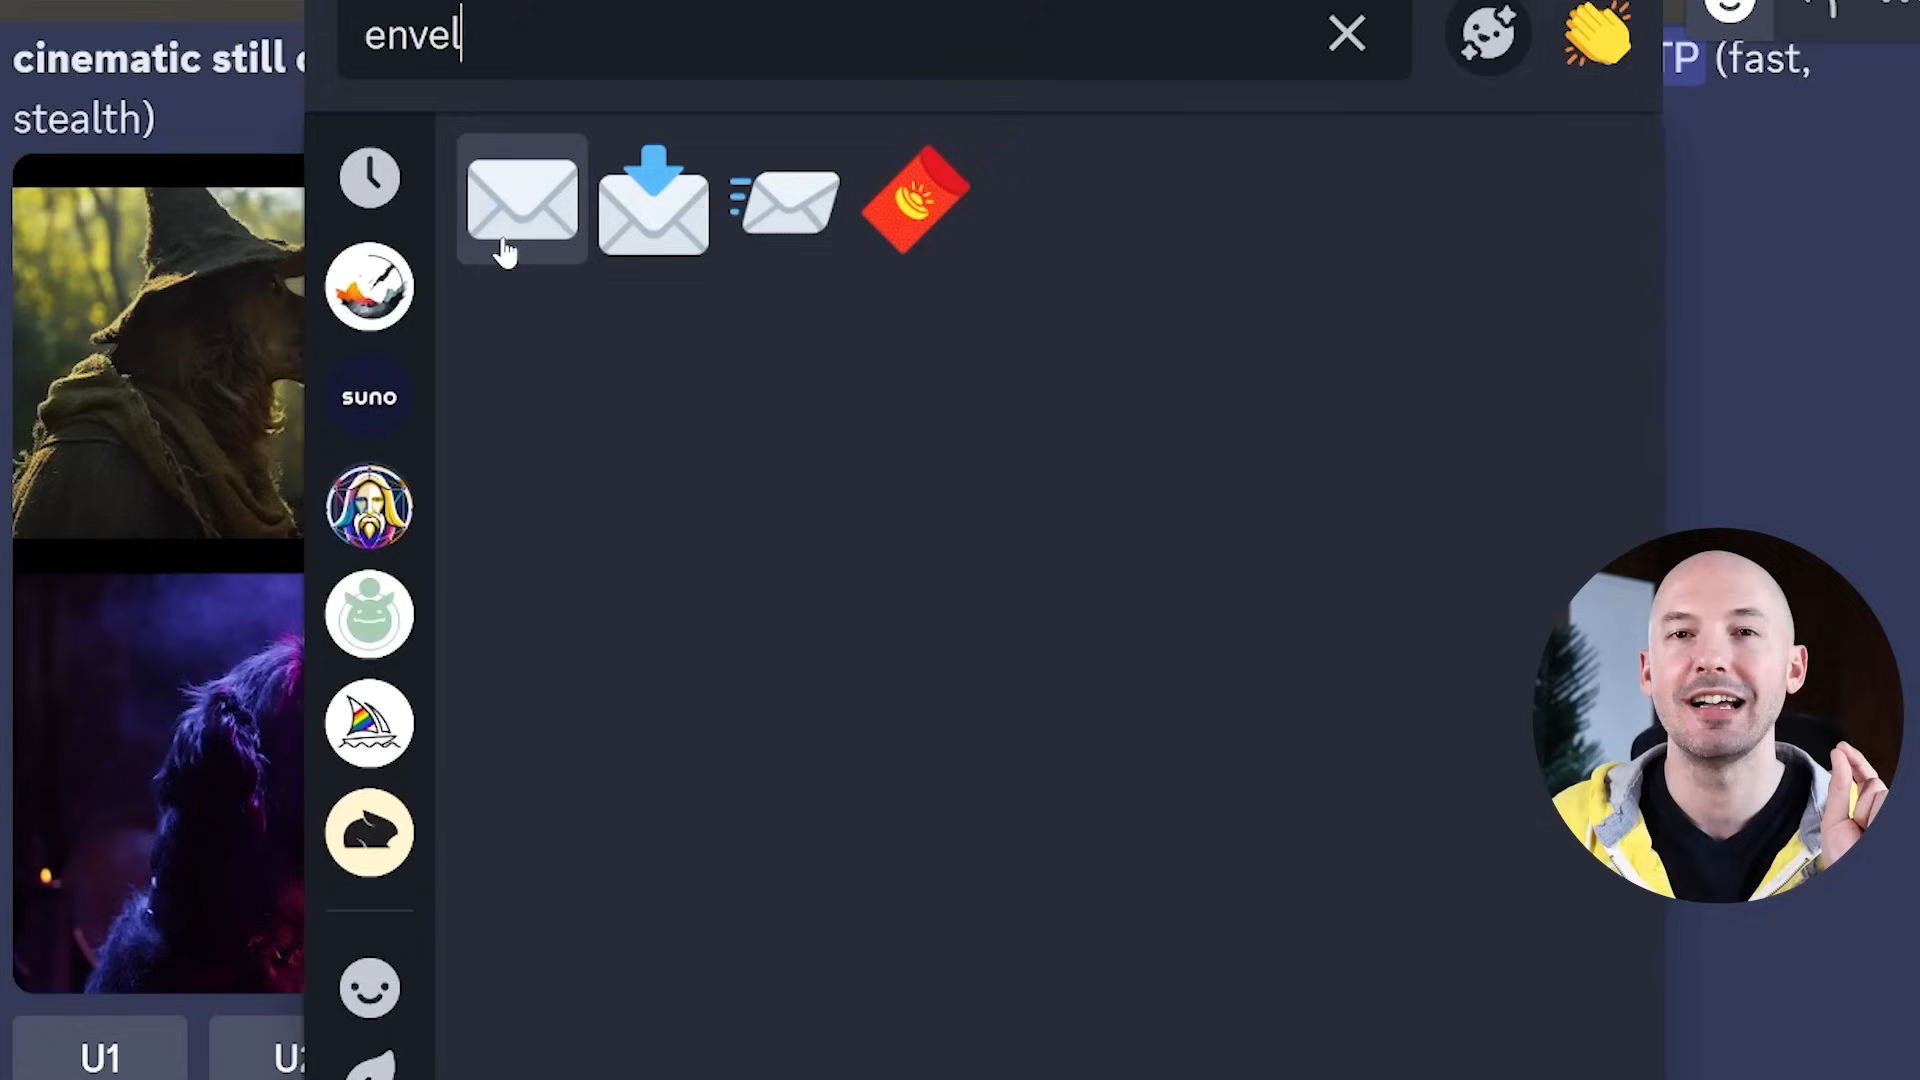 envel
cinematic still
TP (fast,
stealth)
suno
U1